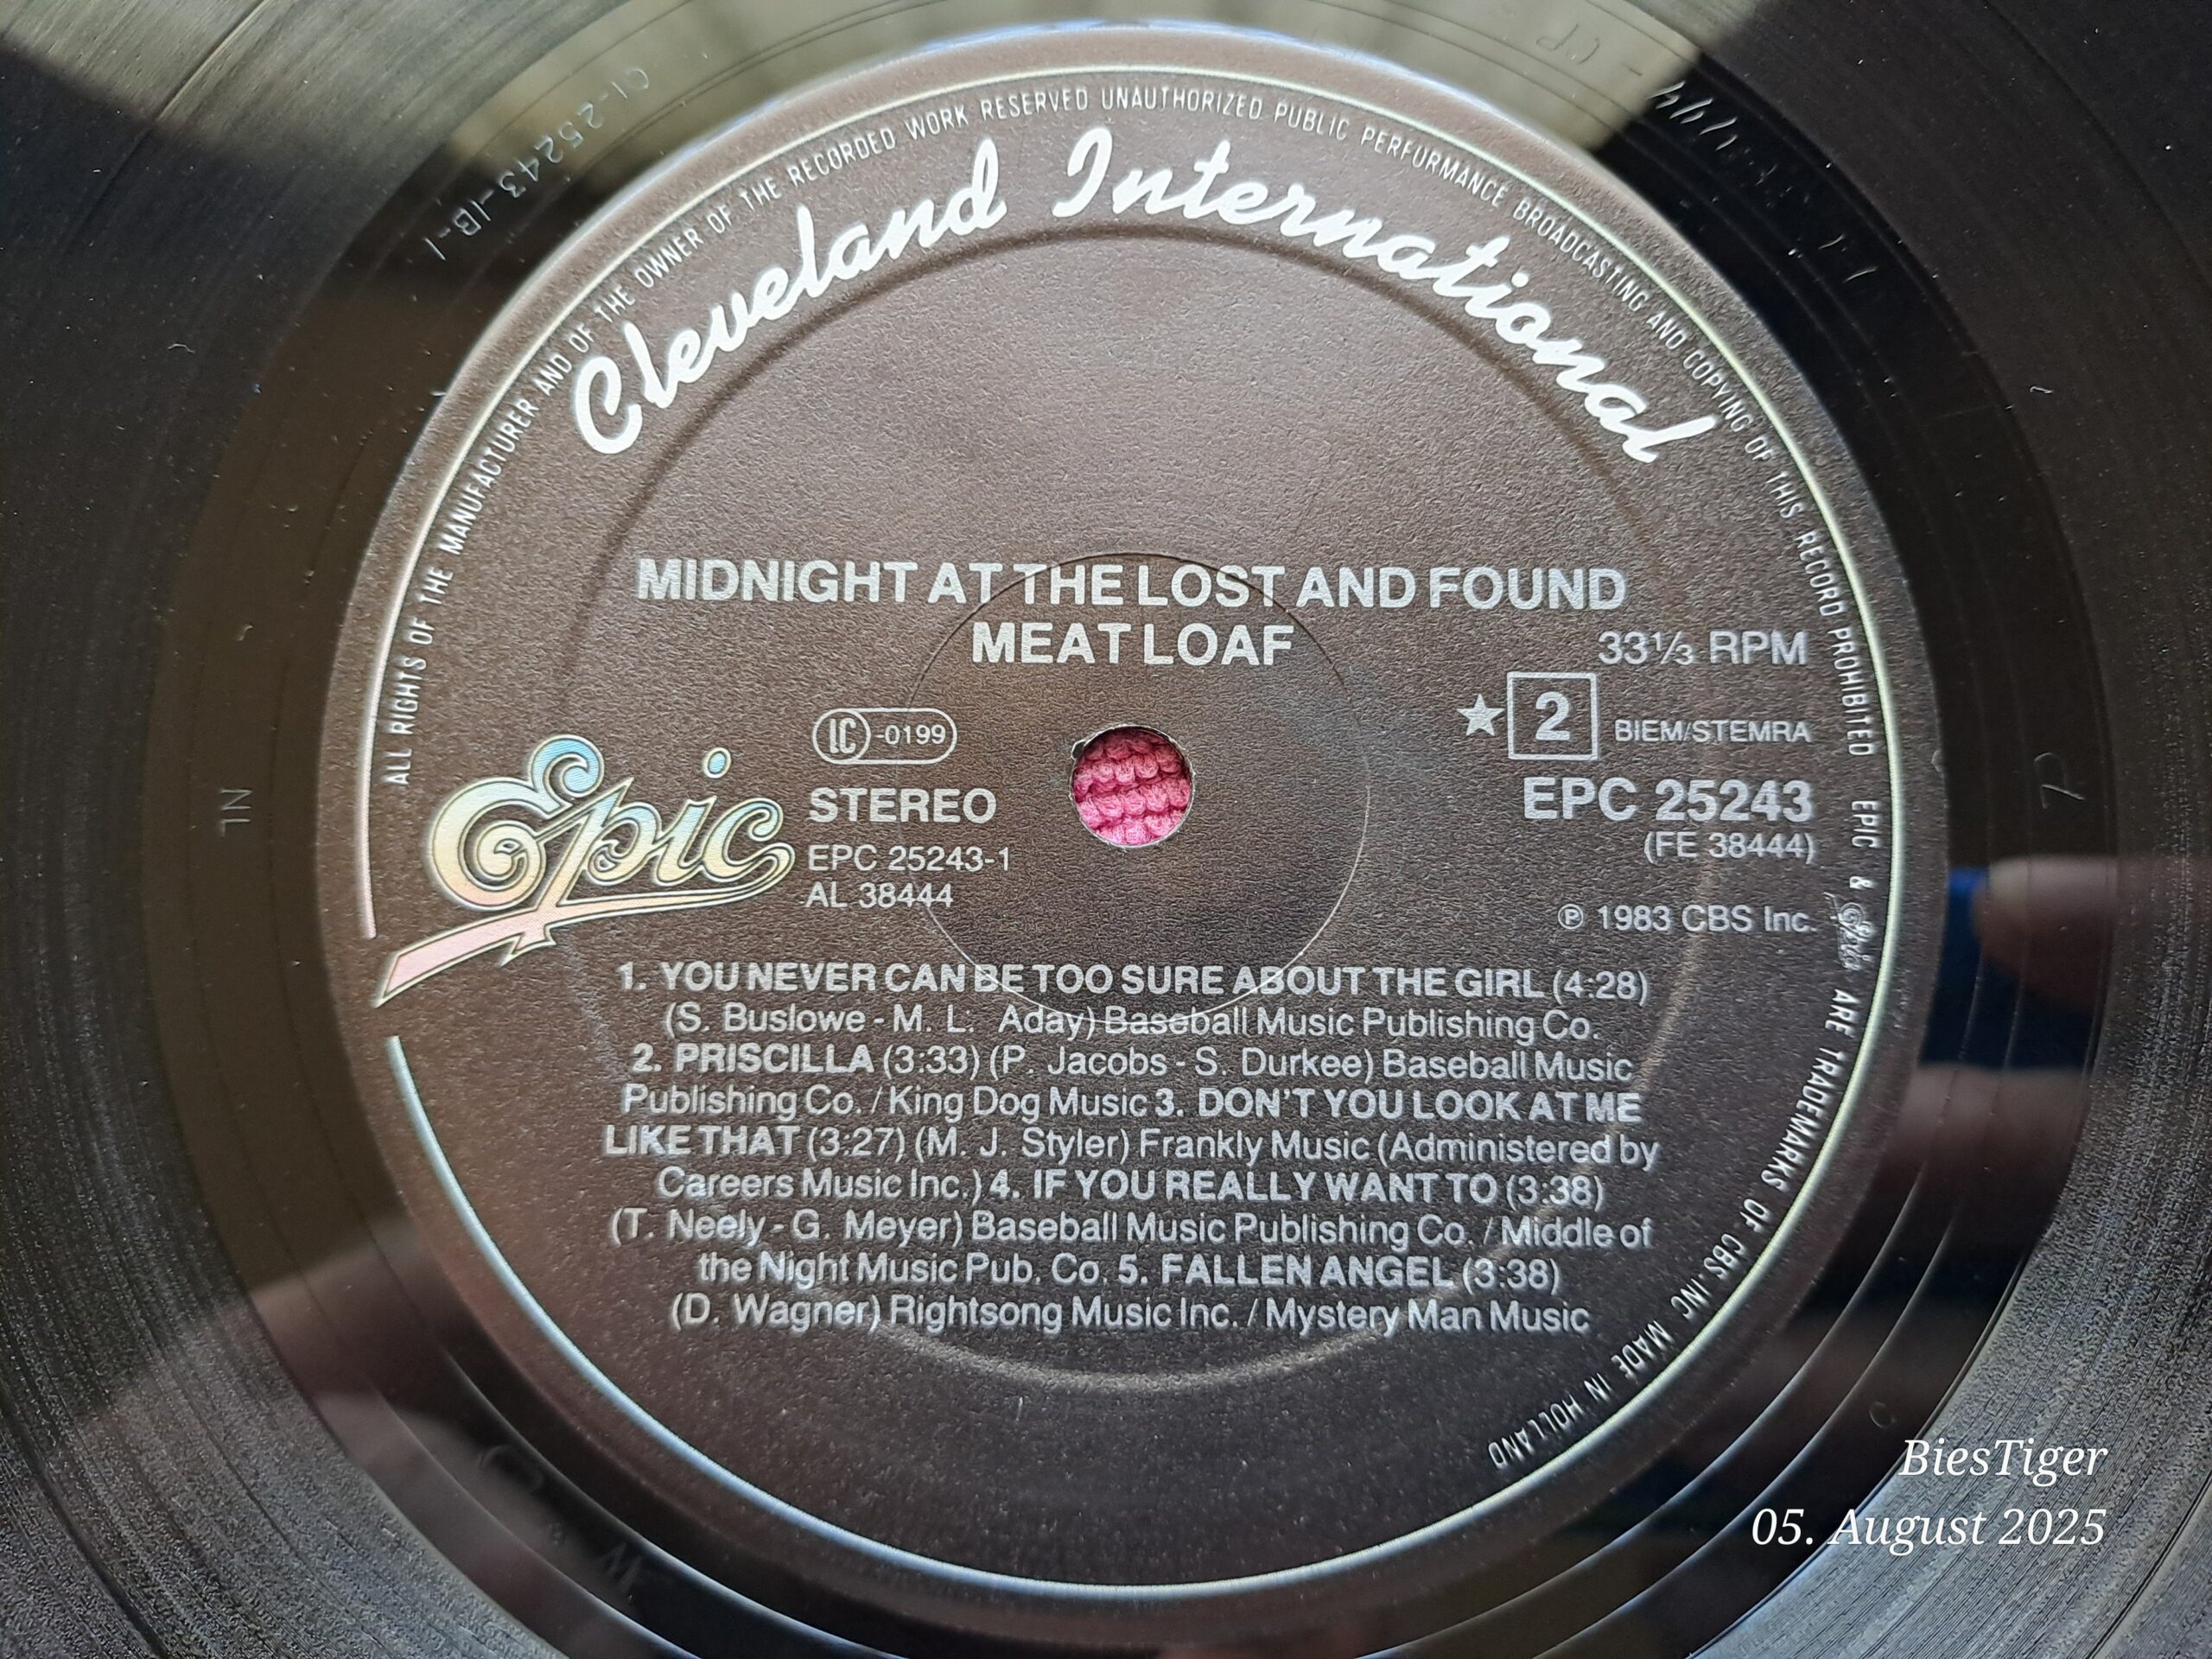 ALL RIGHTS OF THE MANUFACTURER AND OF THE OWNER OF THE RECORDED WORK RESERVED UNAUTHORIZED PUBLIC PERFORMANCE BROADCASTING AND COPYING OF THIS RECORD PROHIBITED EPIC & Epic ARE TRADEMARKS OF CBS INC MADE IN HOLLAND
Cleveland International
MIDNIGHT AT THE LOST AND FOUND
MEAT LOAF
33⅓ RPM
LC-0199
★ 2 BIEM/STEMRA
Epic
STEREO
EPC 25243
EPC 25243-1
(FE 38444)
AL 38444
℗ 1983 CBS Inc.
1. YOU NEVER CAN BE TOO SURE ABOUT THE GIRL (4:28)
(S. Buslowe - M. L. Aday) Baseball Music Publishing Co.
2. PRISCILLA (3:33) (P. Jacobs - S. Durkee) Baseball Music
Publishing Co. / King Dog Music 3. DON'T YOU LOOK AT ME
LIKE THAT (3:27) (M. J. Styler) Frankly Music (Administered by
Careers Music Inc.) 4. IF YOU REALLY WANT TO (3:38)
(T. Neely - G. Meyer) Baseball Music Publishing Co. / Middle of
the Night Music Pub. Co. 5. FALLEN ANGEL (3:38)
(D. Wagner) Rightsong Music Inc. / Mystery Man Music
01-25243-1B-1
NL
BiesTiger
05. August 2025